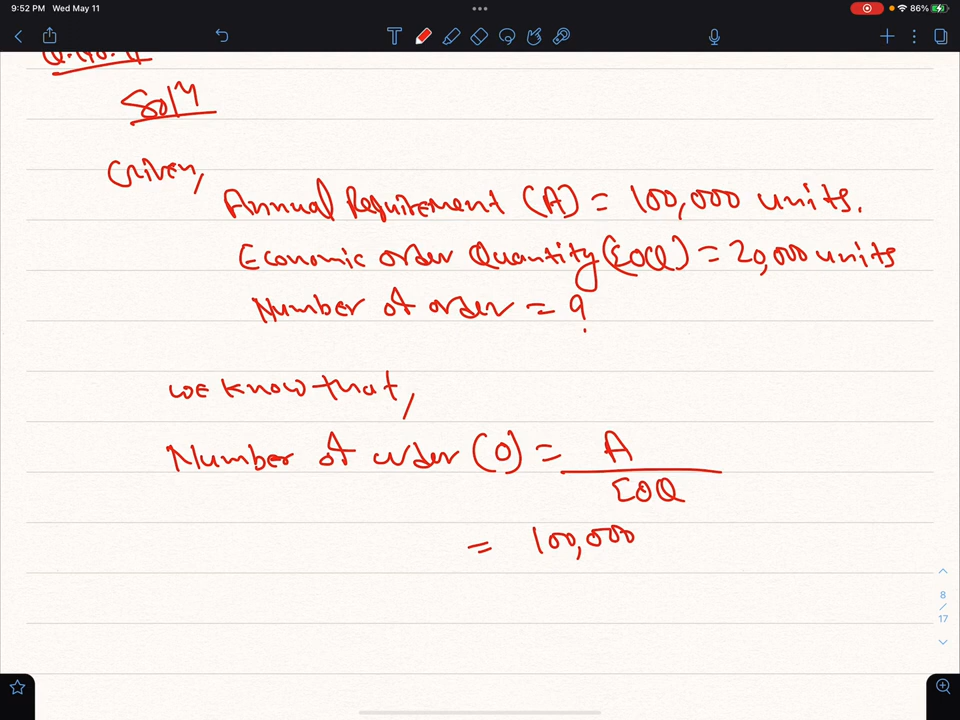 9:52 PM Wed May 11
86%
Soln
Given,
Annual Requirement (A) = 100,000 units.
Economic order Quantity (EOQ) = 20,000 units
Number of order = ?
we know that,
Number of order (O) = A
EOQ
= 100,000
8
/
17